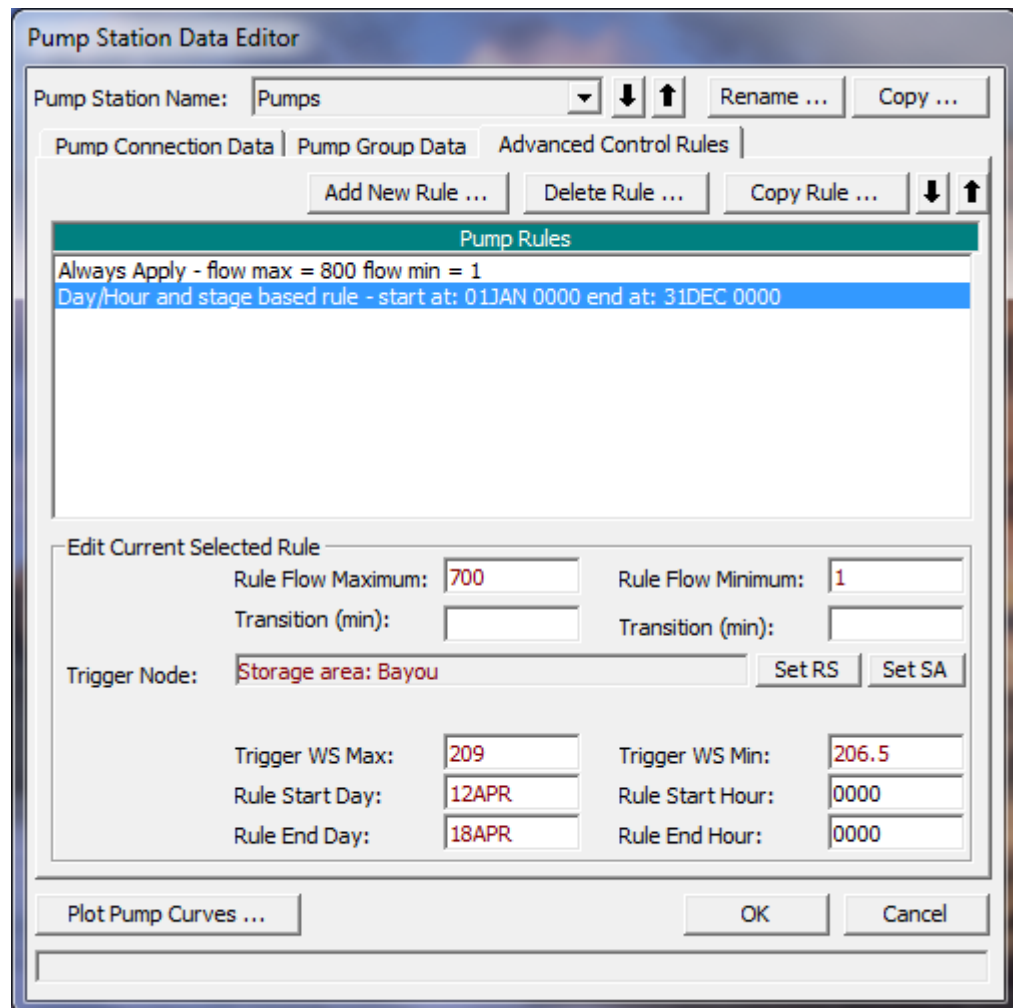 Pump Station Data Editor
Pump Station Name: Pumps Rename ... Copy ...
Pump Connection Data Pump Group Data Advanced Control Rules
Add New Rule ... Delete Rule ... Copy Rule ...
Pump Rules
Always Apply - flow max = 800 flow min = 1
Day/Hour and stage based rule - start at: 01JAN 0000 end at: 31DEC 0000
Edit Current Selected Rule
Rule Flow Maximum: 700 Rule Flow Minimum: 1
Transition (min): Transition (min):
Trigger Node: Storage area: Bayou Set RS Set SA
Trigger WS Max: 209 Trigger WS Min: 206.5
Rule Start Day: 12APR Rule Start Hour: 0000
Rule End Day: 18APR Rule End Hour: 0000
Plot Pump Curves ... OK Cancel